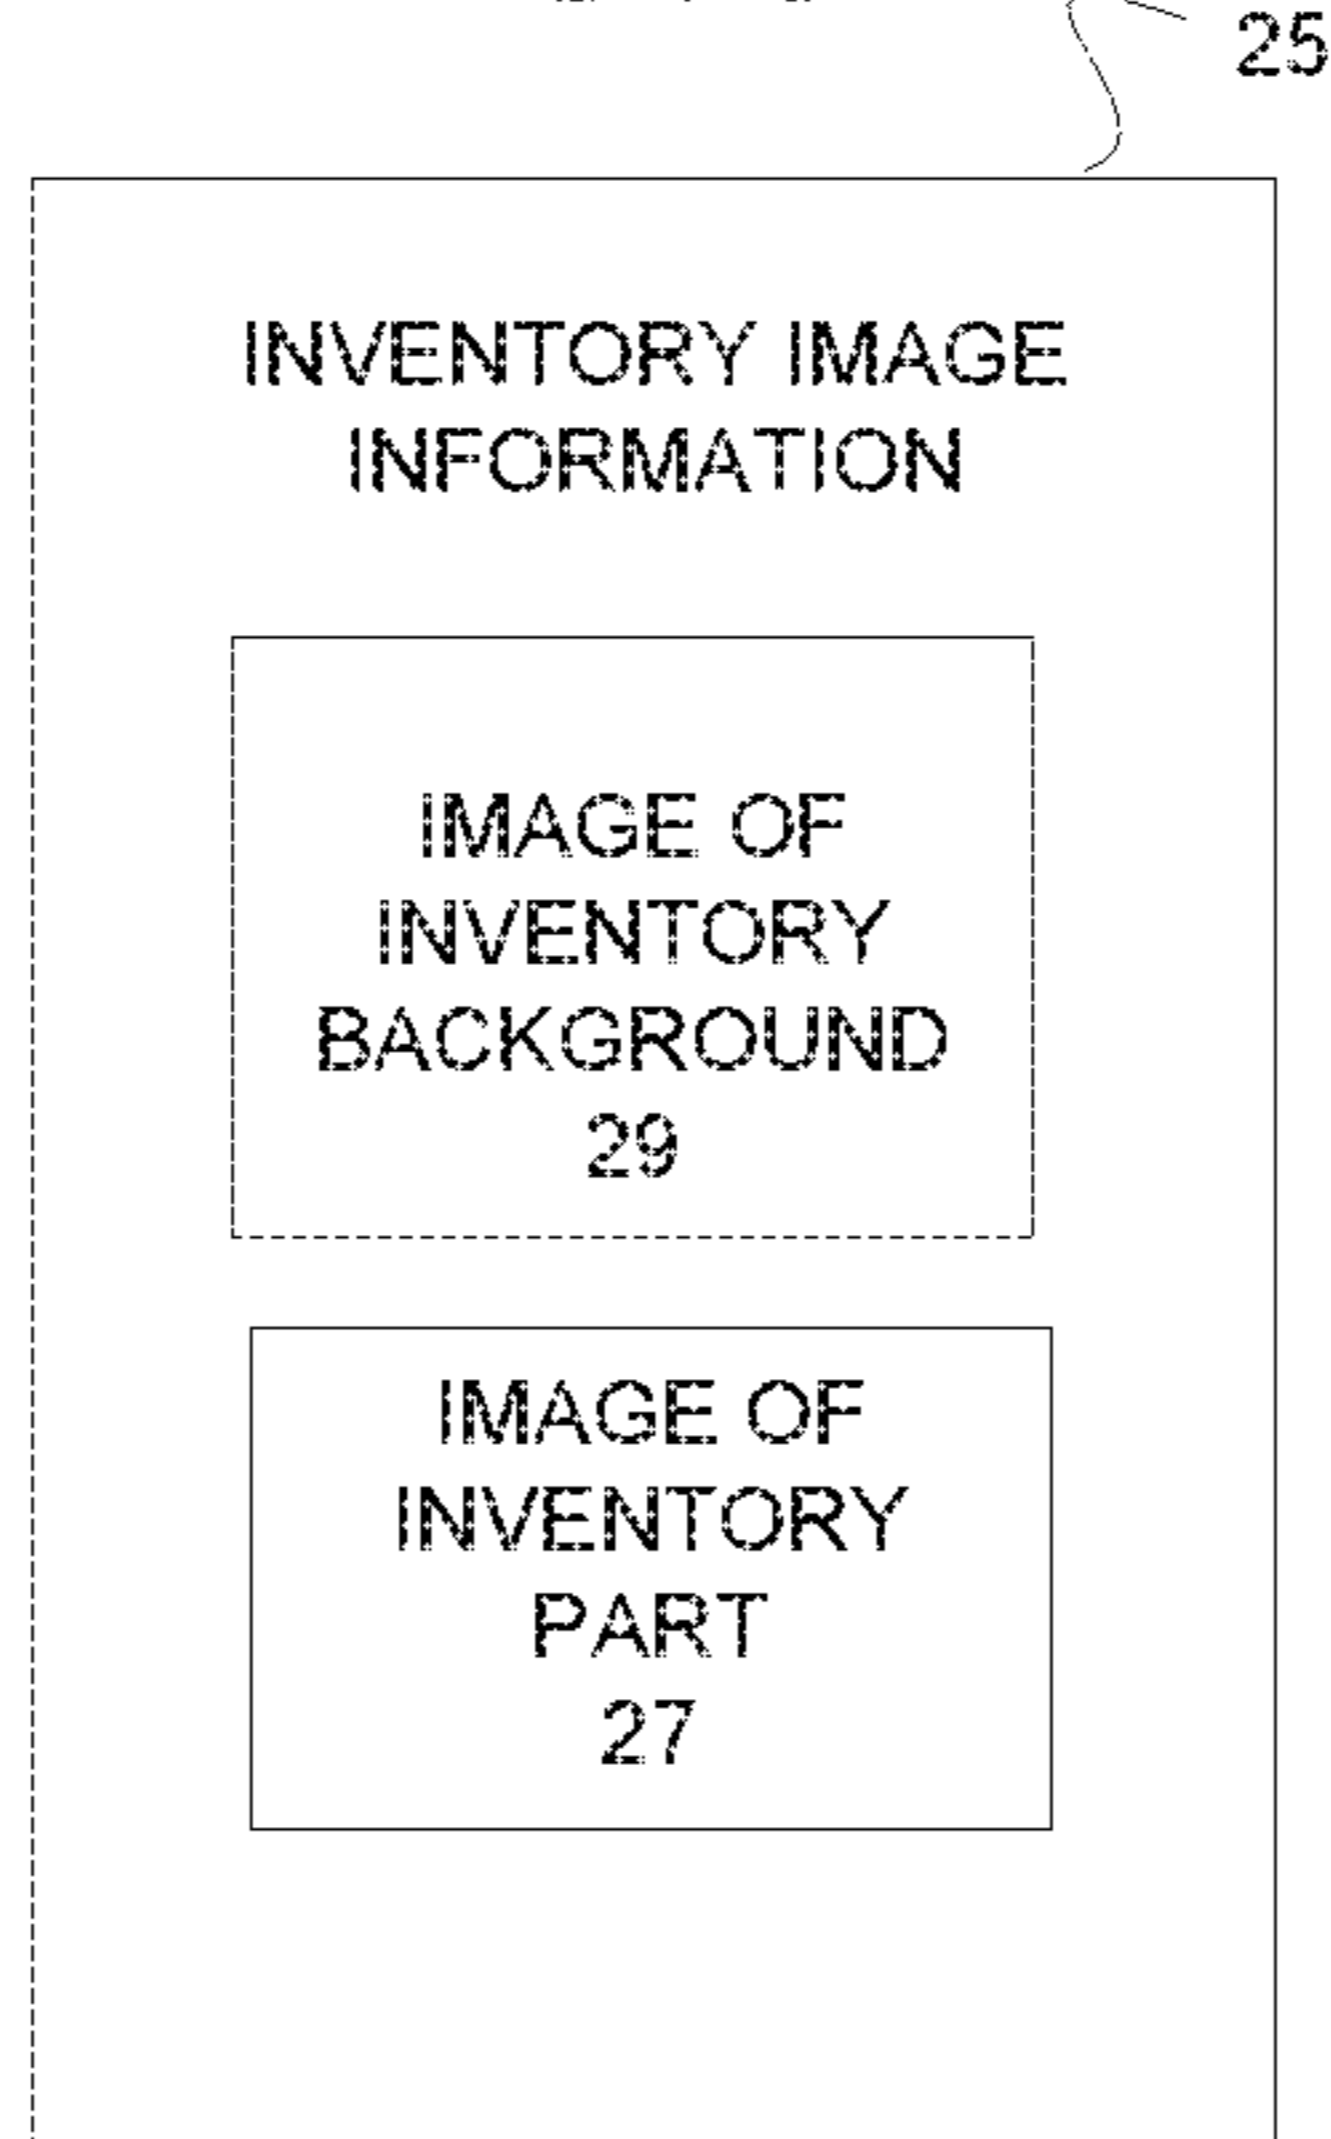 25
INVENTORY IMAGE
INFORMATION
IMAGE OF
INVENTORY
BACKGROUND
29
IMAGE OF
INVENTORY
PART
27